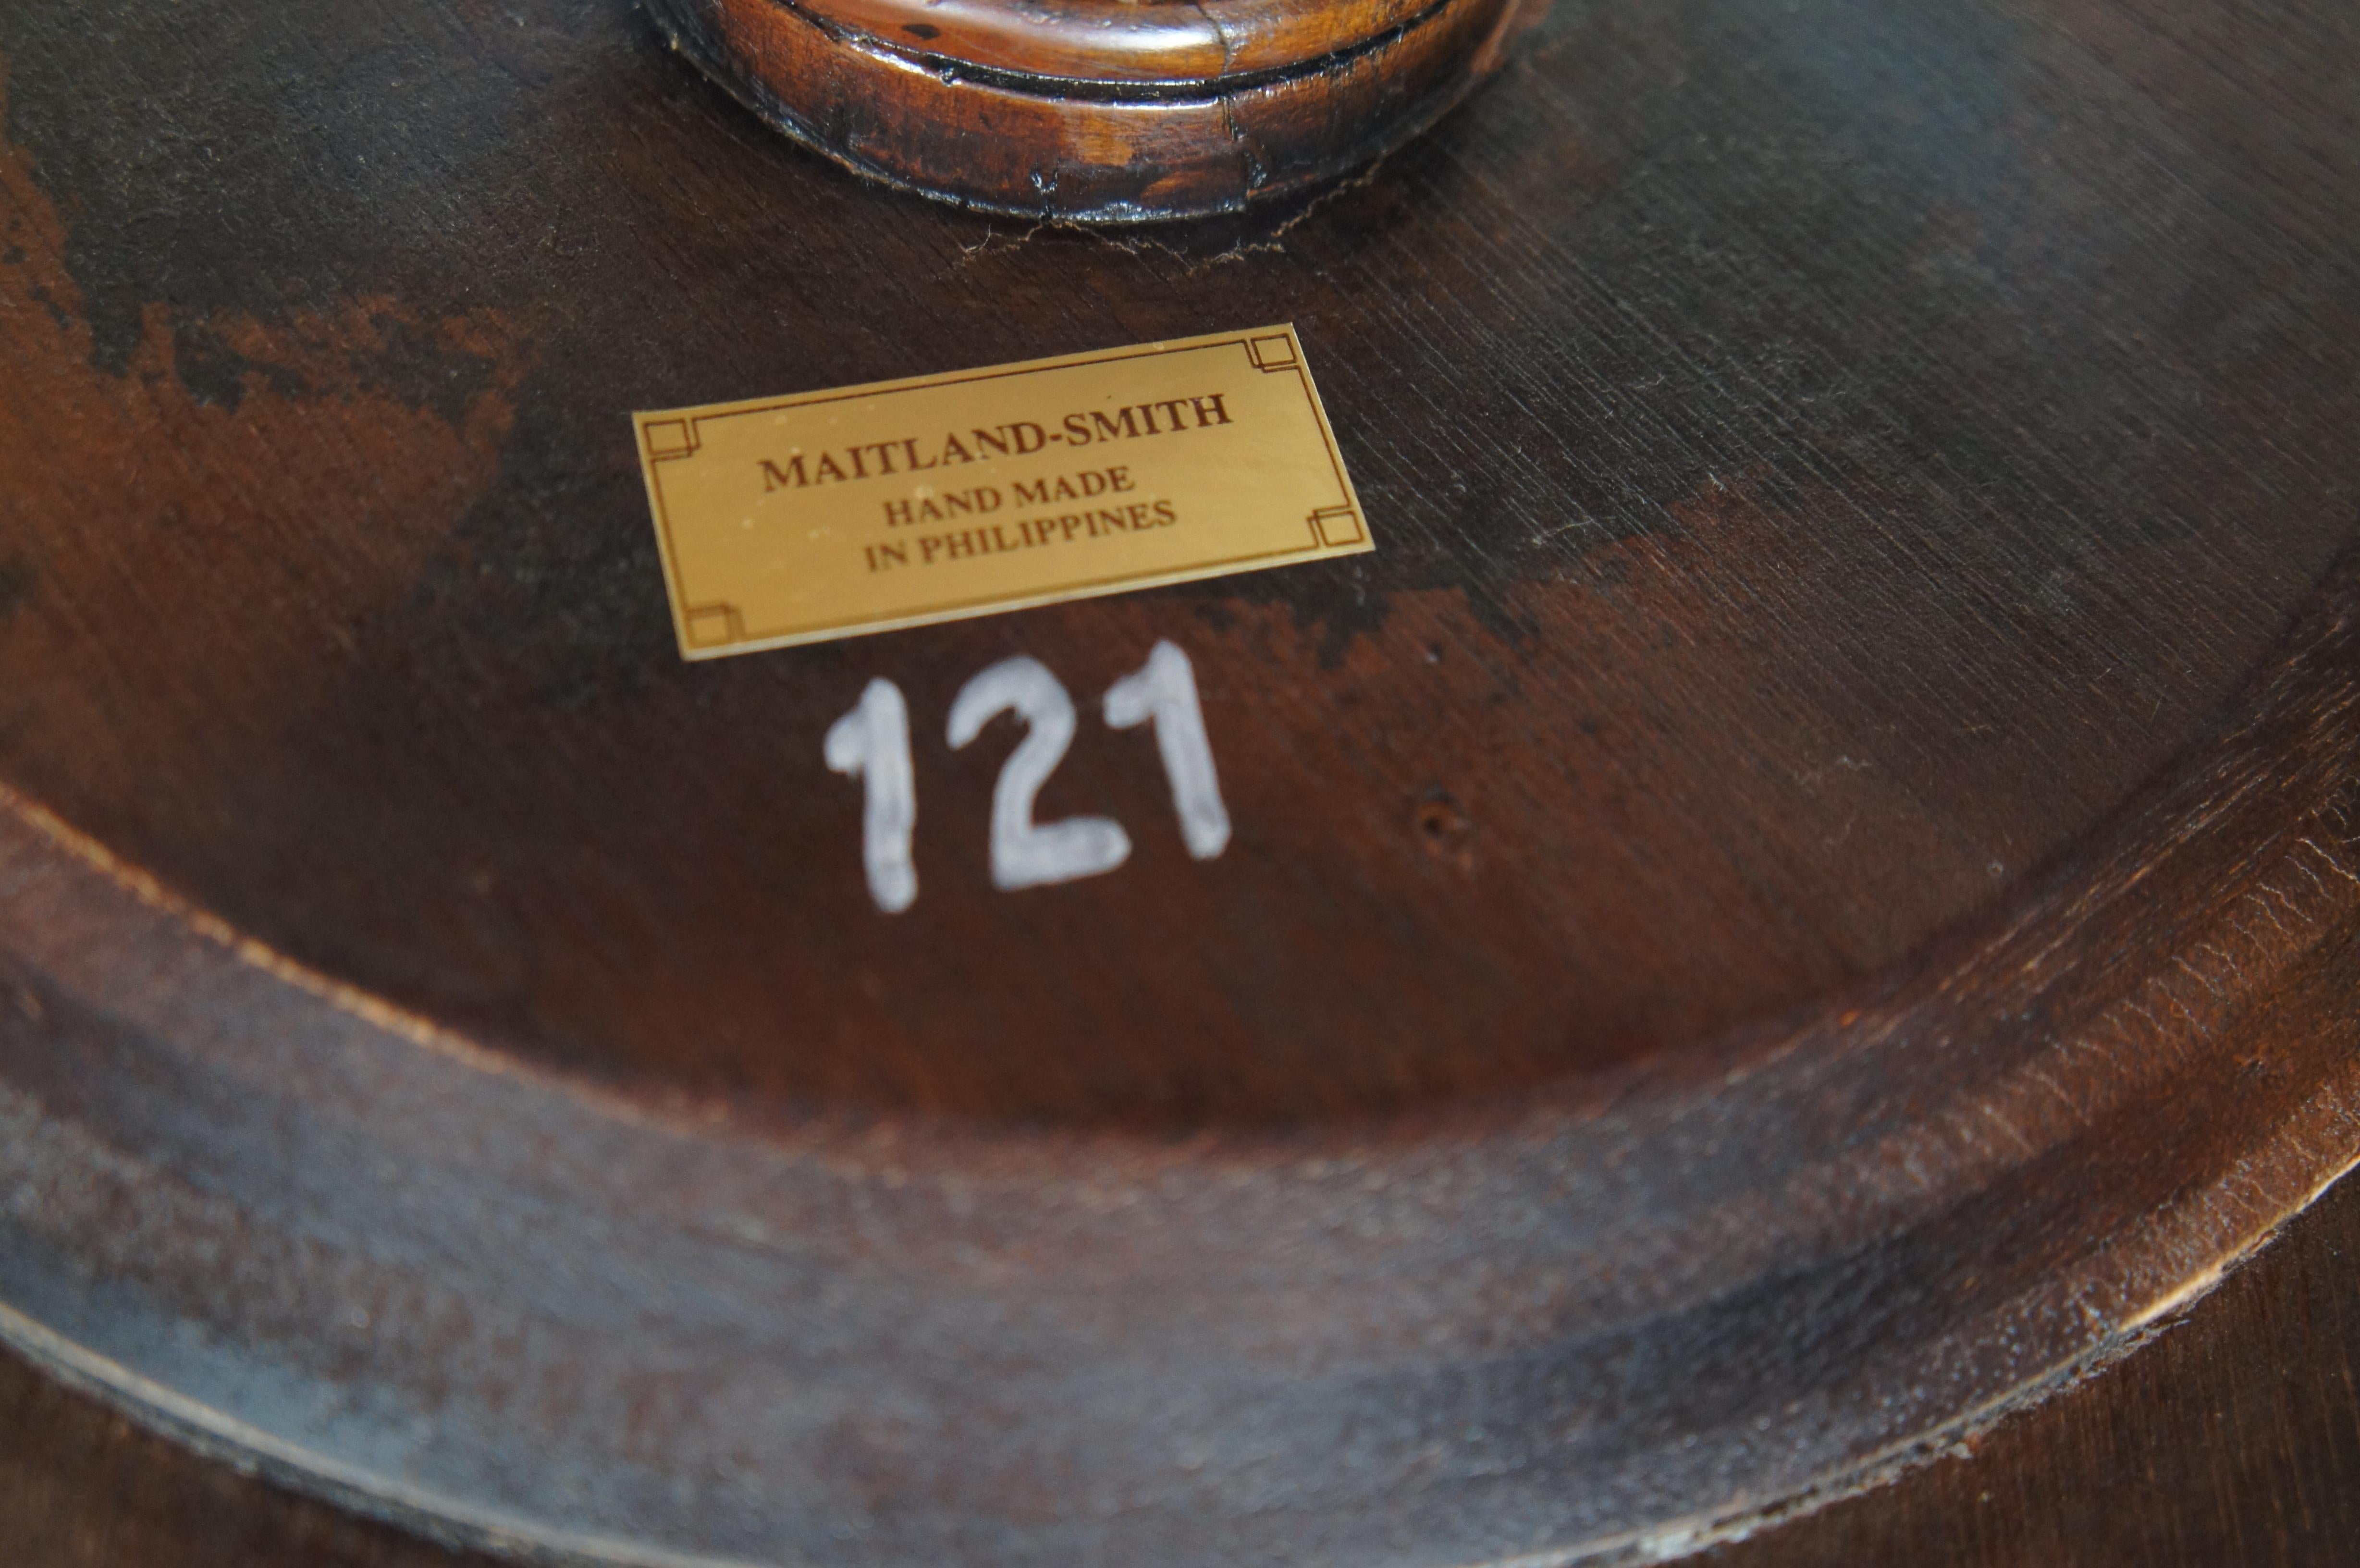 MAITLAND-SMITH
HAND MADE
IN PHILIPPINES
121